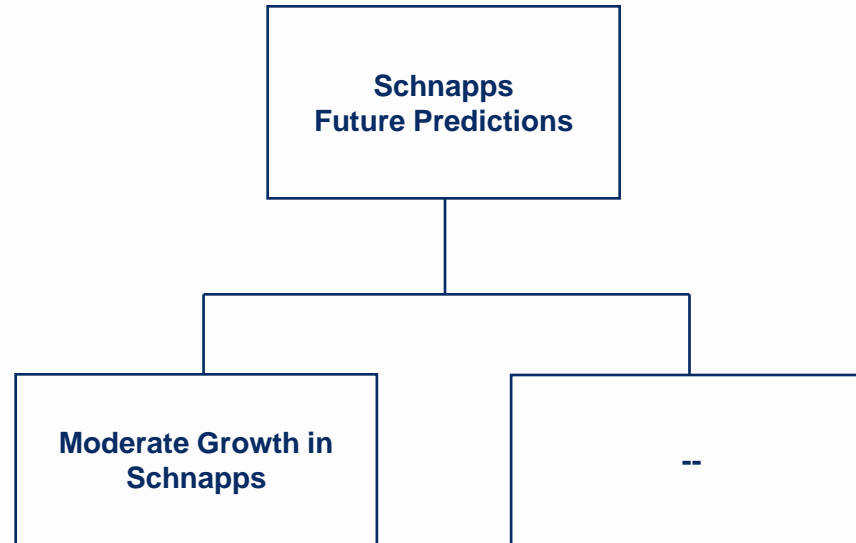 Schnapps
Future Predictions
Moderate Growth in
Schnapps
--